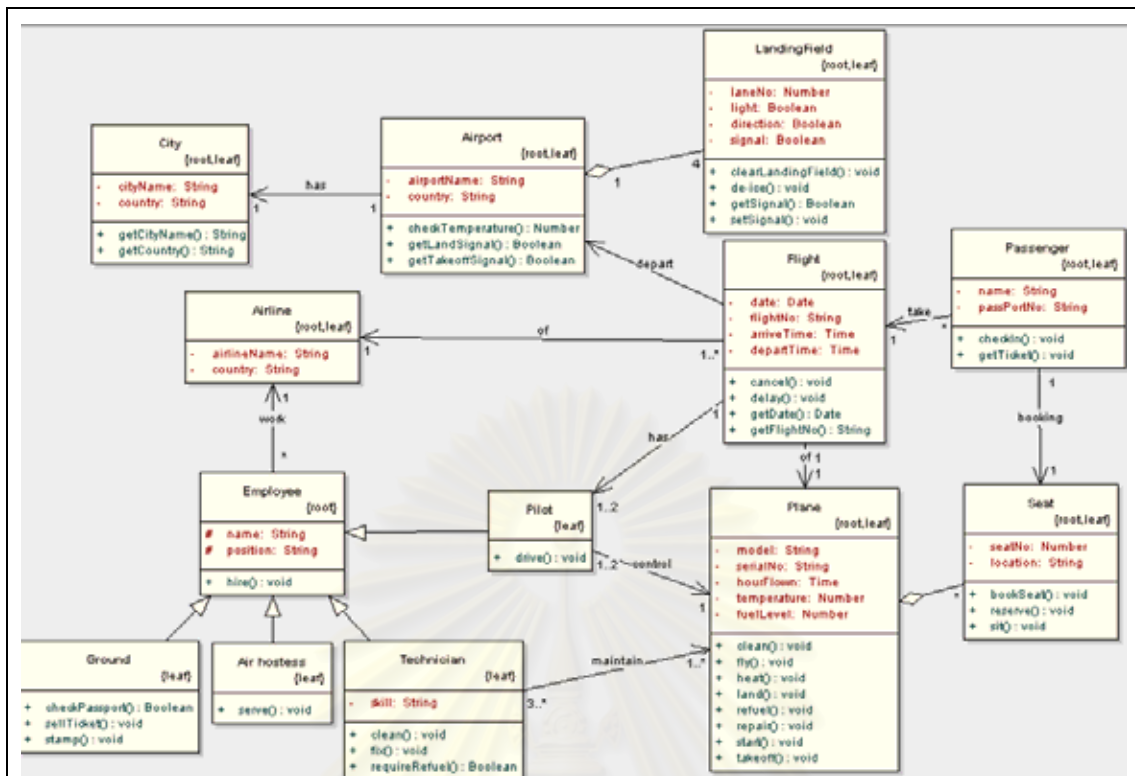 LandingField
{root,leaf}
- laneNo: Number
- light: Boolean
- direction: Boolean
- signal: Boolean
+ clearLandingField(): void
+ de-ice(): void
+ getSignal(): Boolean
+ setSignal(): void
City
{root,leaf}
- cityName: String
- country: String
+ getCityName(): String
+ getCountry(): String
has
1
1
Airport
{root,leaf}
- airportName: String
- country: String
+ checkTemperature(): Number
+ getLandSignal(): Boolean
+ getTakeoffSignal(): Boolean
1
4
depart
Flight
{root,leaf}
- date: Date
- flightNo: String
- arriveTime: Time
- departTime: Time
+ cancel(): void
+ delay(): void
+ getDate(): Date
+ getFlightNo(): String
Passenger
{root,leaf}
- name: String
- passPortNo: String
+ checkIn(): void
+ getTicket(): void
take
1
*
Airline
{root,leaf}
- airlineName: String
- country: String
of
1
1..*
1
work
*
1
booking
1
has
1
1..2
of 1
1
Employee
{root}
# name: String
# position: String
+ hire(): void
Pilot
{leaf}
+ drive(): void
1..2
control
1
Plane
{root,leaf}
- model: String
- serialNo: String
- hourFlown: Time
- temperature: Number
- fuelLevel: Number
+ clean(): void
+ fly(): void
+ heat(): void
+ land(): void
+ refuel(): void
+ repair(): void
+ start(): void
+ takeoff(): void
Seat
{root,leaf}
- seatNo: Number
- location: String
+ bookSeat(): void
+ reserve(): void
+ sit(): void
*
Ground
{leaf}
+ checkPassport(): Boolean
+ sellTicket(): void
+ stamp(): void
Air hostess
{leaf}
+ serve(): void
Technician
{leaf}
- skill: String
+ clean(): void
+ fix(): void
+ requireRefuel(): Boolean
maintain
3..*
1..*